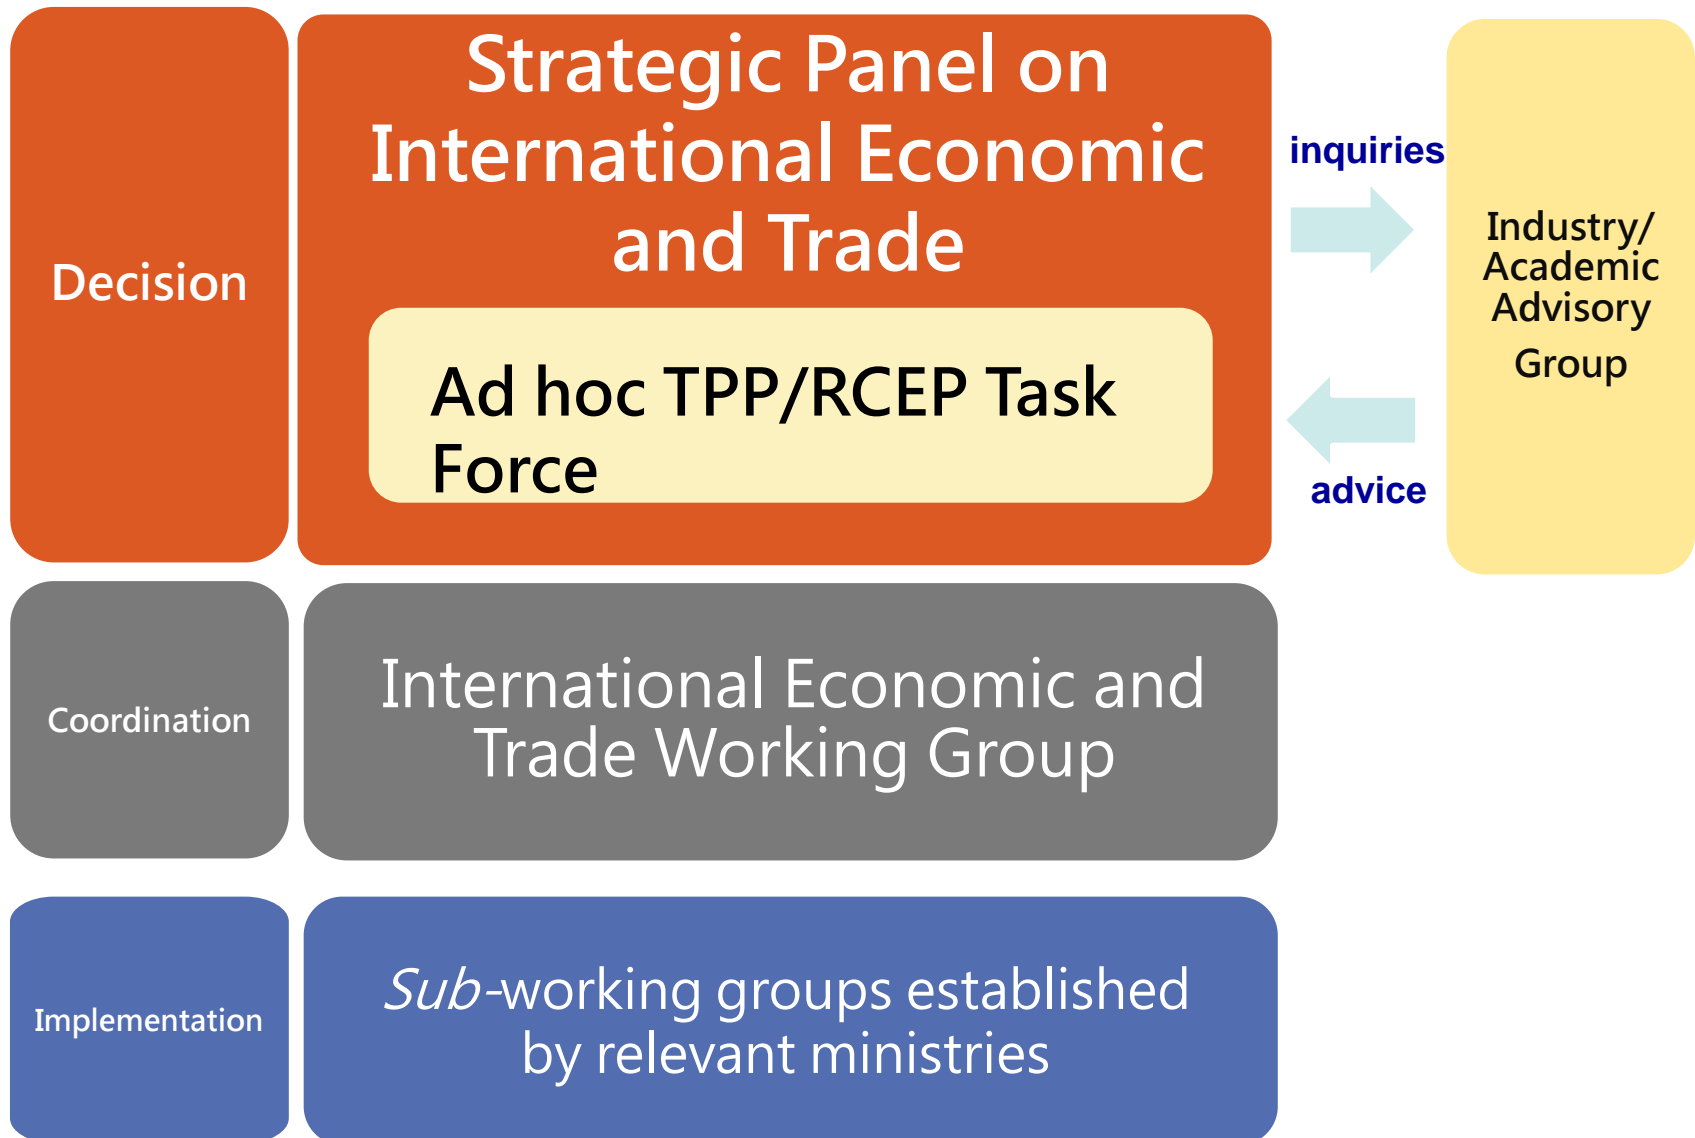 Decision
Strategic Panel on
International Economic
and Trade
Ad hoc TPP/RCEP Task
Force
inquiries
advice
Industry/
Academic
Advisory
Group
Coordination
International Economic and
Trade Working Group
Implementation
Sub-working groups established
by relevant ministries